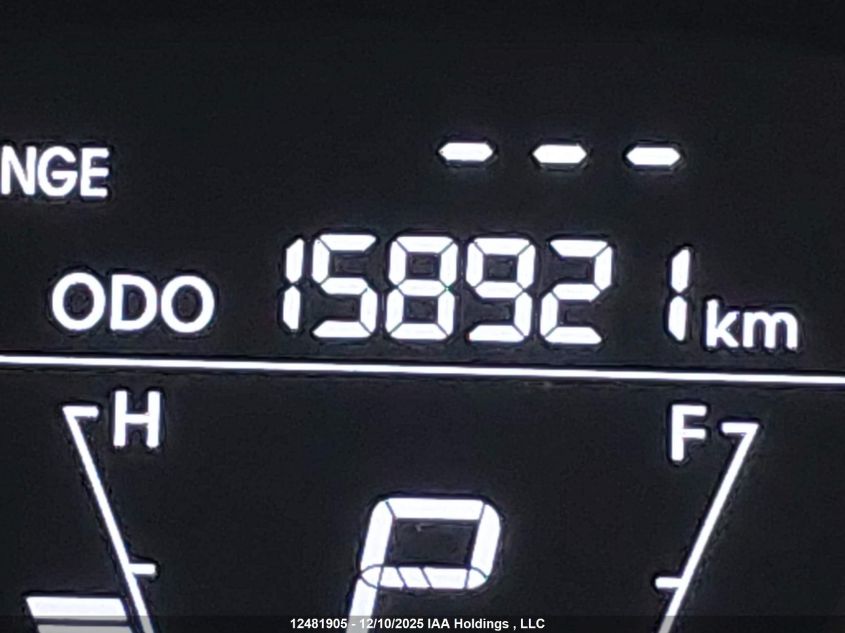 NGE ---
ODO 158921 km
H F
P
12481905 - 12/10/2025 IAA Holdings , LLC